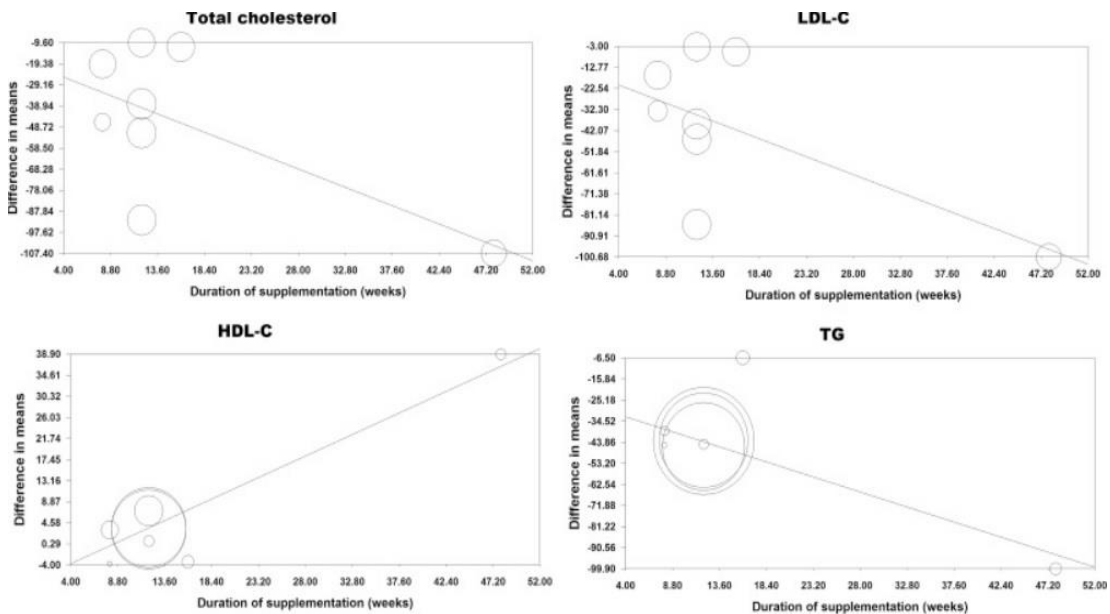 Total cholesterol
Difference in means
-9.60
-19.38
-29.16
-38.94
-48.72
-58.50
-68.28
-78.06
-87.84
-97.62
-107.40
4.00 8.80 13.60 18.40 23.20 28.00 32.80 37.60 42.40 47.20 52.00
Duration of supplementation (weeks)
LDL-C
Difference in means
-3.00
-12.77
-22.54
-32.30
-42.07
-51.84
-61.61
-71.38
-81.14
-90.91
-100.68
4.00 8.80 13.60 18.40 23.20 28.00 32.80 37.60 42.40 47.20 52.00
Duration of supplementation (weeks)
HDL-C
Difference in means
38.90
34.61
30.32
26.03
21.74
17.45
13.16
8.87
4.58
0.29
-4.00
4.00 8.80 13.60 18.40 23.20 28.00 32.80 37.60 42.40 47.20 52.00
Duration of supplementation (weeks)
TG
Difference in means
-6.50
-15.84
-25.18
-34.52
-43.86
-53.20
-62.54
-71.88
-81.22
-90.56
-99.90
4.00 8.80 13.60 18.40 23.20 28.00 32.80 37.60 42.40 47.20 52.00
Duration of supplementation (weeks)